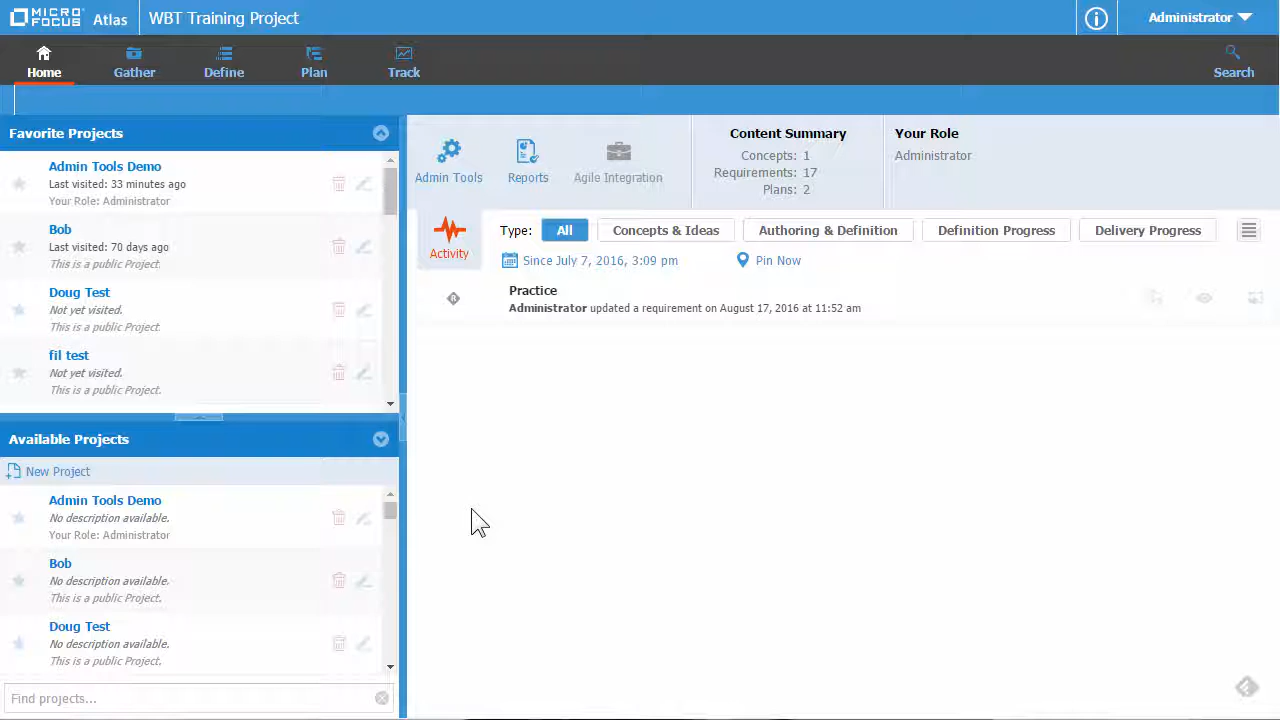 MICRO
FOCUS
Atlas
WBT Training Project
Administrator
Home
Gather
Define
Plan
Track
Search
Favorite Projects
Admin Tools Demo
Last visited: 33 minutes ago
Your Role: Administrator
Bob
Last visited: 70 days ago
This is a public Project.
Doug Test
Not yet visited.
This is a public Project.
fil test
Not yet visited.
This is a public Project.
Available Projects
New Project
Admin Tools Demo
No description available.
Your Role: Administrator
Bob
No description available.
This is a public Project.
Doug Test
No description available.
This is a public Project.
Find projects...
Admin Tools
Reports
Agile Integration
Content Summary
Concepts: 1
Requirements: 17
Plans: 2
Your Role
Administrator
Activity
Type:
All
Concepts & Ideas
Authoring & Definition
Definition Progress
Delivery Progress
Since July 7, 2016, 3:09 pm
Pin Now
R
Practice
Administrator updated a requirement on August 17, 2016 at 11:52 am